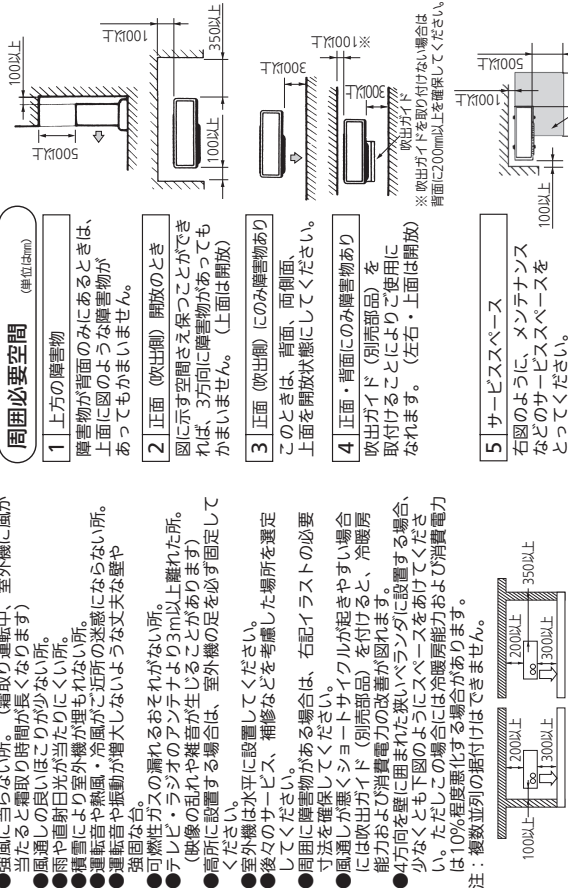 ●強風に当らない所。（霜取り運転中、室外機に風が
当たると霜取り時間が長くなります）
●風通しの良いほこりが少ない所。
●雨や直射日光が当たりにくい所。
●積雪により室外機が埋もれない所。
●運転音や熱風・冷風がご近所の迷惑にならない所。
●運転音や振動が増大しないような丈夫な壁や
強固な台。
●可燃性ガスの漏れるおそれがない所。
●テレビ・ラジオのアンテナより3m以上離れた所。
（映像の乱れや雑音が生じることがあります）
●高所に設置する場合は、室外機の足を必ず固定して
ください。
●室外機は水平に設置してください。
●後々のサービス、補修などを考慮した場所を選定
してください。
●周囲に障害物がある場合は、右記イラストの必要
寸法を確保してください。
●風通しが悪くショートサイクルが起きやすい場合
には吹出ガイド（別売部品）を付けると、冷暖房
能力および消費電力の改善が図れます。
●4方向を壁に囲まれた狭いベランダに設置する場合、
少なくとも下図のようにスペースをあけてくださ
い。ただしこの場合には冷暖房能力および消費電力
は10%程度悪化する場合があります。
注：複数並列の据付けはできません。
100以上
200以上
300以上
200以上
300以上
350以上
周囲必要空間
（単位はmm）
1 上方の障害物
障害物が背面のみにあるときは、
上面に図のような障害物が
あってもかまいません。
100以上
500以上
2 正面（吹出側）開放のとき
図に示す空間さえ保つことができ
れば、3方向に障害物があっても
かまいません。（上面は開放）
100以上
100以上
350以上
3 正面（吹出側）にのみ障害物あり
このときは、背面、両側面、
上面を開放状態にしてください。
300以上
4 正面・背面にのみ障害物あり
吹出ガイド（別売部品）を
取付けることによりご使用に
なれます。（左右・上面は開放）
※100以上
300以上
吹出ガイド
※ 吹出ガイドを取り付けない場合は
背面に200mm以上を確保してください。
5 サービススペース
右図のように、メンテナンス
などのサービススペースを
とってください。
100以上
100以上
500以上